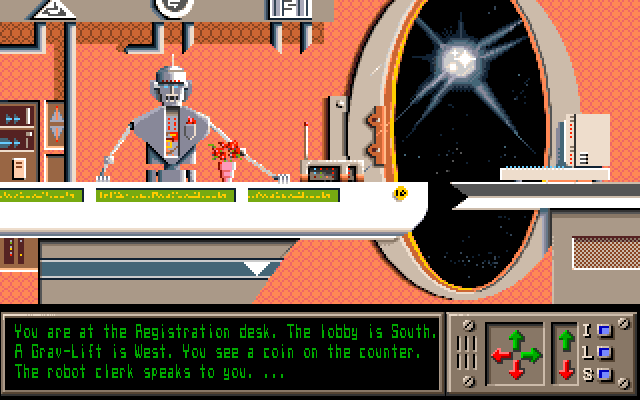 You are at the Registration desk. The lobby is South.
A Grav-Lift is West. You see a coin on the counter.
The robot clerk speaks to you. ...
I
L
S